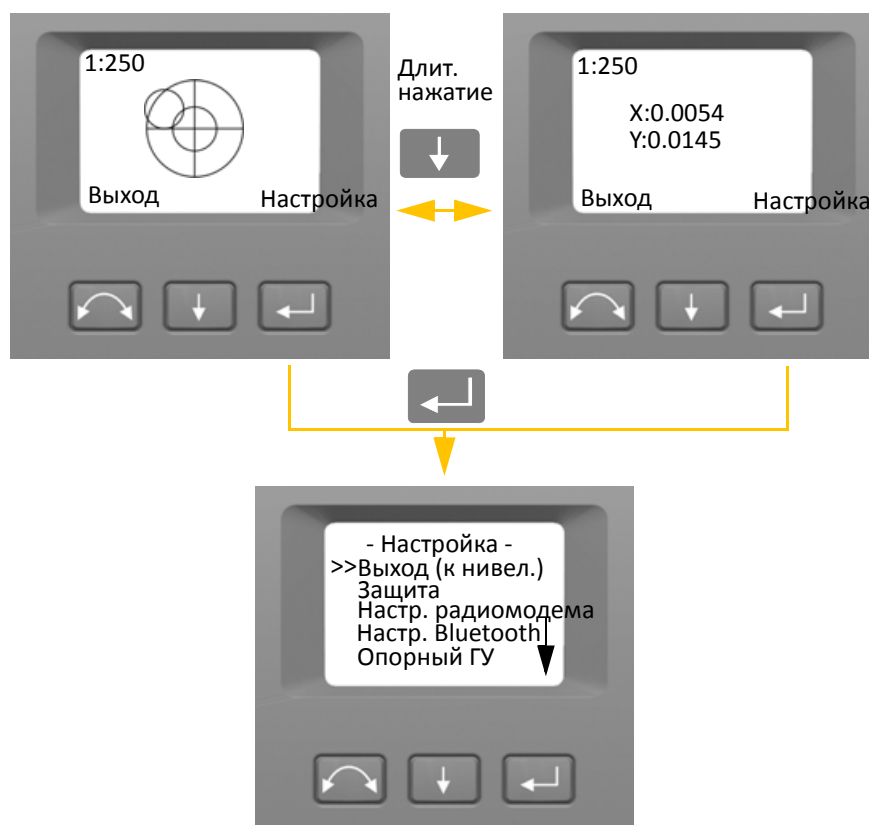 1:250
Выход
Настройка
Длит.
нажатие
1:250
X:0.0054
Y:0.0145
Выход
Настройка
- Настройка -
>>Выход (к нивел.)
Защита
Настр. радиомодема
Настр. Bluetooth
Опорный ГУ